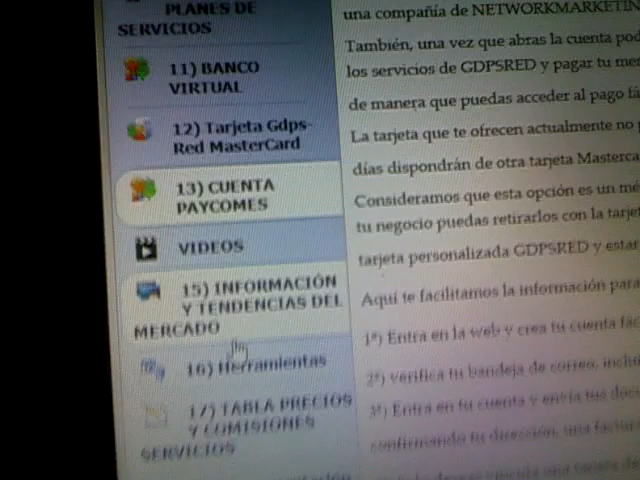 PLANES DE
SERVICIOS
11) BANCO
VIRTUAL
12) Tarjeta Gdps-
Red MasterCard
13) CUENTA
PAYCOMES
VIDEOS
15) INFORMACIÓN
Y TENDENCIAS DEL
MERCADO
16) Herramientas
17) TABLA PRECIOS
Y COMISIONES
SERVICIOS
una compañía de NETWORKMARKETIN
También, una vez que abras la cuenta pod
los servicios de GDPSRED y pagar tu me
de manera que puedas acceder al pago fá
La tarjeta que te ofrecen actualmente no
días dispondrán de otra tarjeta Masterca
Consideramos que esta opción es un mé
tu negocio puedas retirarlos con la tarjet
tarjeta personalizada GDPSRED y estar
Aquí te facilitamos la información para
1º) Entra en la web y crea tu cuenta fác
2º) verifica tu bandeja de correo, inclu
3º) Entra en tu cuenta y envía tus doc
confirmando tu dirección, una factur